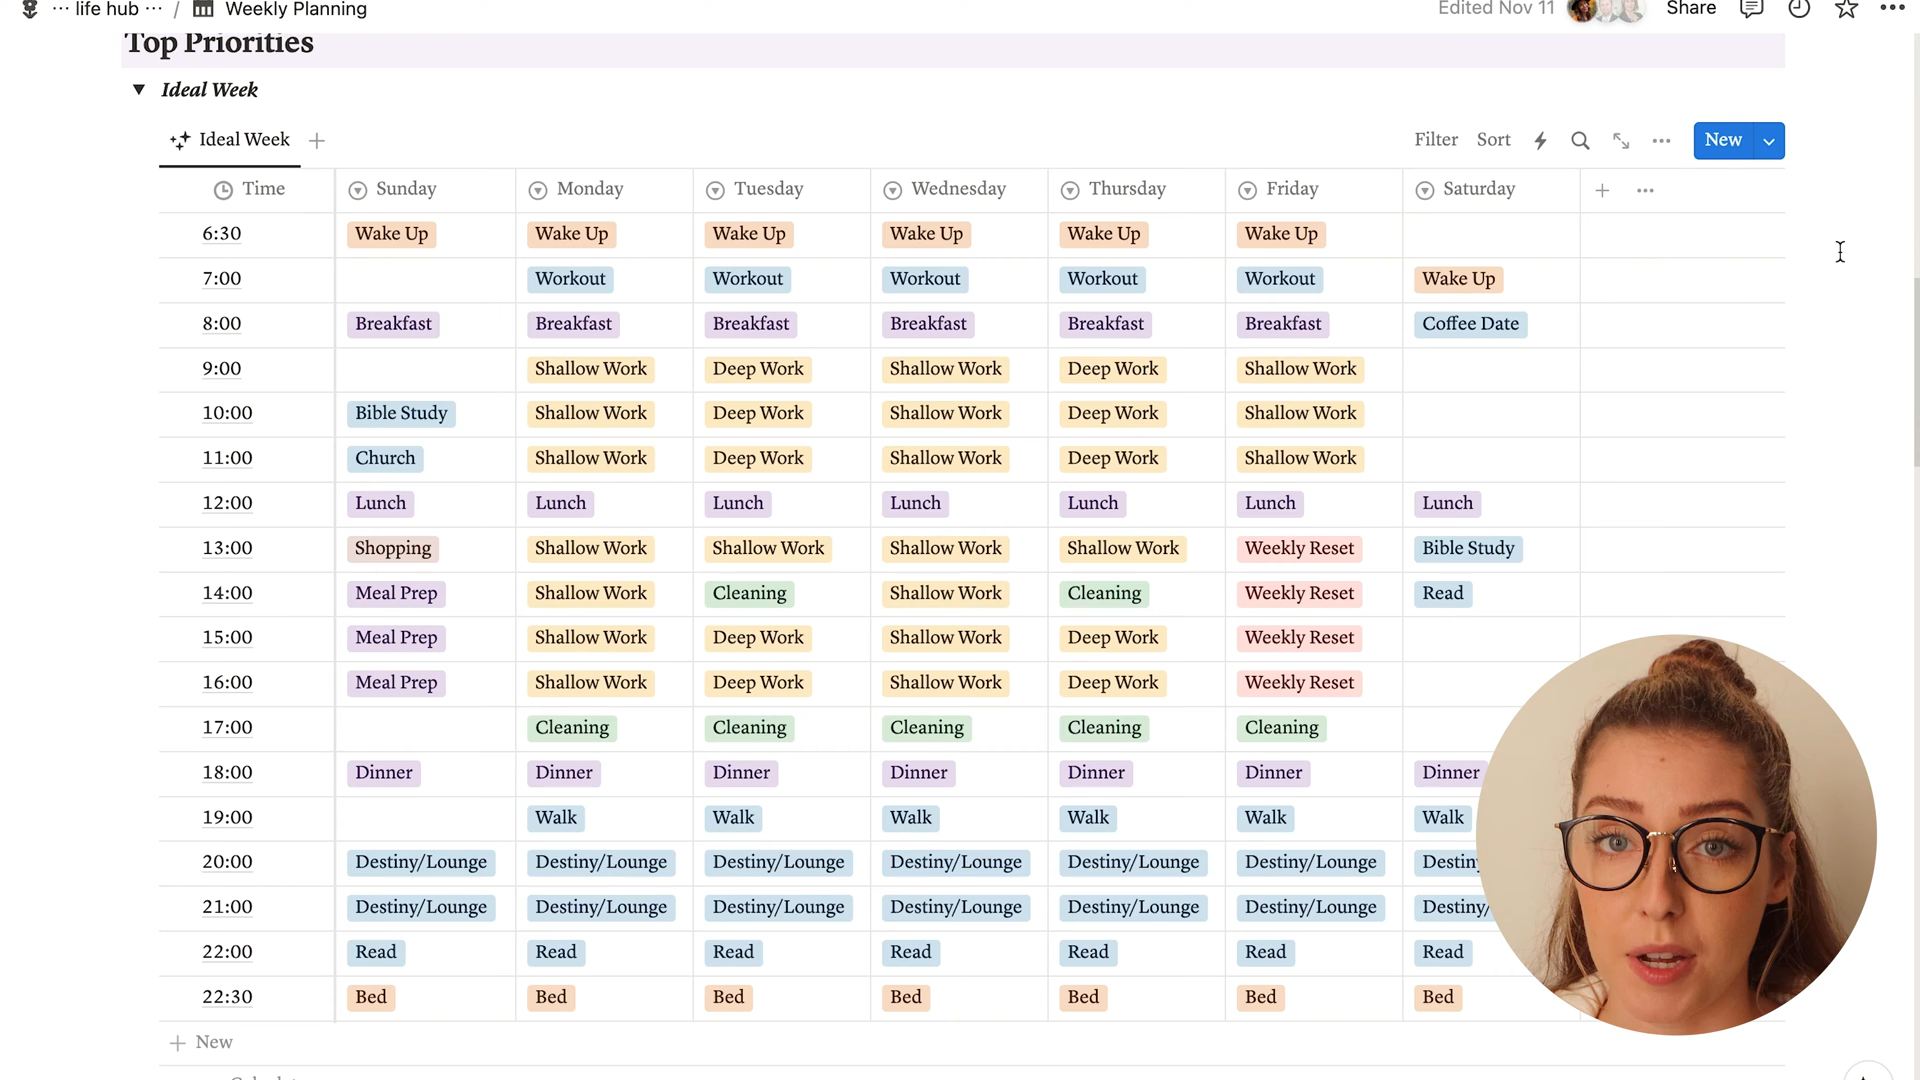 ··· life hub ··· / Weekly Planning Edited Nov 11 Share
Top Priorities
Ideal Week
Ideal Week Filter Sort New
Time Sunday Monday Tuesday Wednesday Thursday Friday Saturday
6:30 Wake Up Wake Up Wake Up Wake Up Wake Up Wake Up
7:00 Workout Workout Workout Workout Workout Wake Up
8:00 Breakfast Breakfast Breakfast Breakfast Breakfast Breakfast Coffee Date
9:00 Shallow Work Deep Work Shallow Work Deep Work Shallow Work
10:00 Bible Study Shallow Work Deep Work Shallow Work Deep Work Shallow Work
11:00 Church Shallow Work Deep Work Shallow Work Deep Work Shallow Work
12:00 Lunch Lunch Lunch Lunch Lunch Lunch Lunch
13:00 Shopping Shallow Work Shallow Work Shallow Work Shallow Work Weekly Reset Bible Study
14:00 Meal Prep Shallow Work Cleaning Shallow Work Cleaning Weekly Reset Read
15:00 Meal Prep Shallow Work Deep Work Shallow Work Deep Work Weekly Reset
16:00 Meal Prep Shallow Work Deep Work Shallow Work Deep Work Weekly Reset
17:00 Cleaning Cleaning Cleaning Cleaning Cleaning
18:00 Dinner Dinner Dinner Dinner Dinner Dinner Dinner
19:00 Walk Walk Walk Walk Walk Walk
20:00 Destiny/Lounge Destiny/Lounge Destiny/Lounge Destiny/Lounge Destiny/Lounge Destiny/Lounge
21:00 Destiny/Lounge Destiny/Lounge Destiny/Lounge Destiny/Lounge Destiny/Lounge Destiny/Lounge Destiny/
22:00 Read Read Read Read Read Read Read
22:30 Bed Bed Bed Bed Bed Bed Bed
New